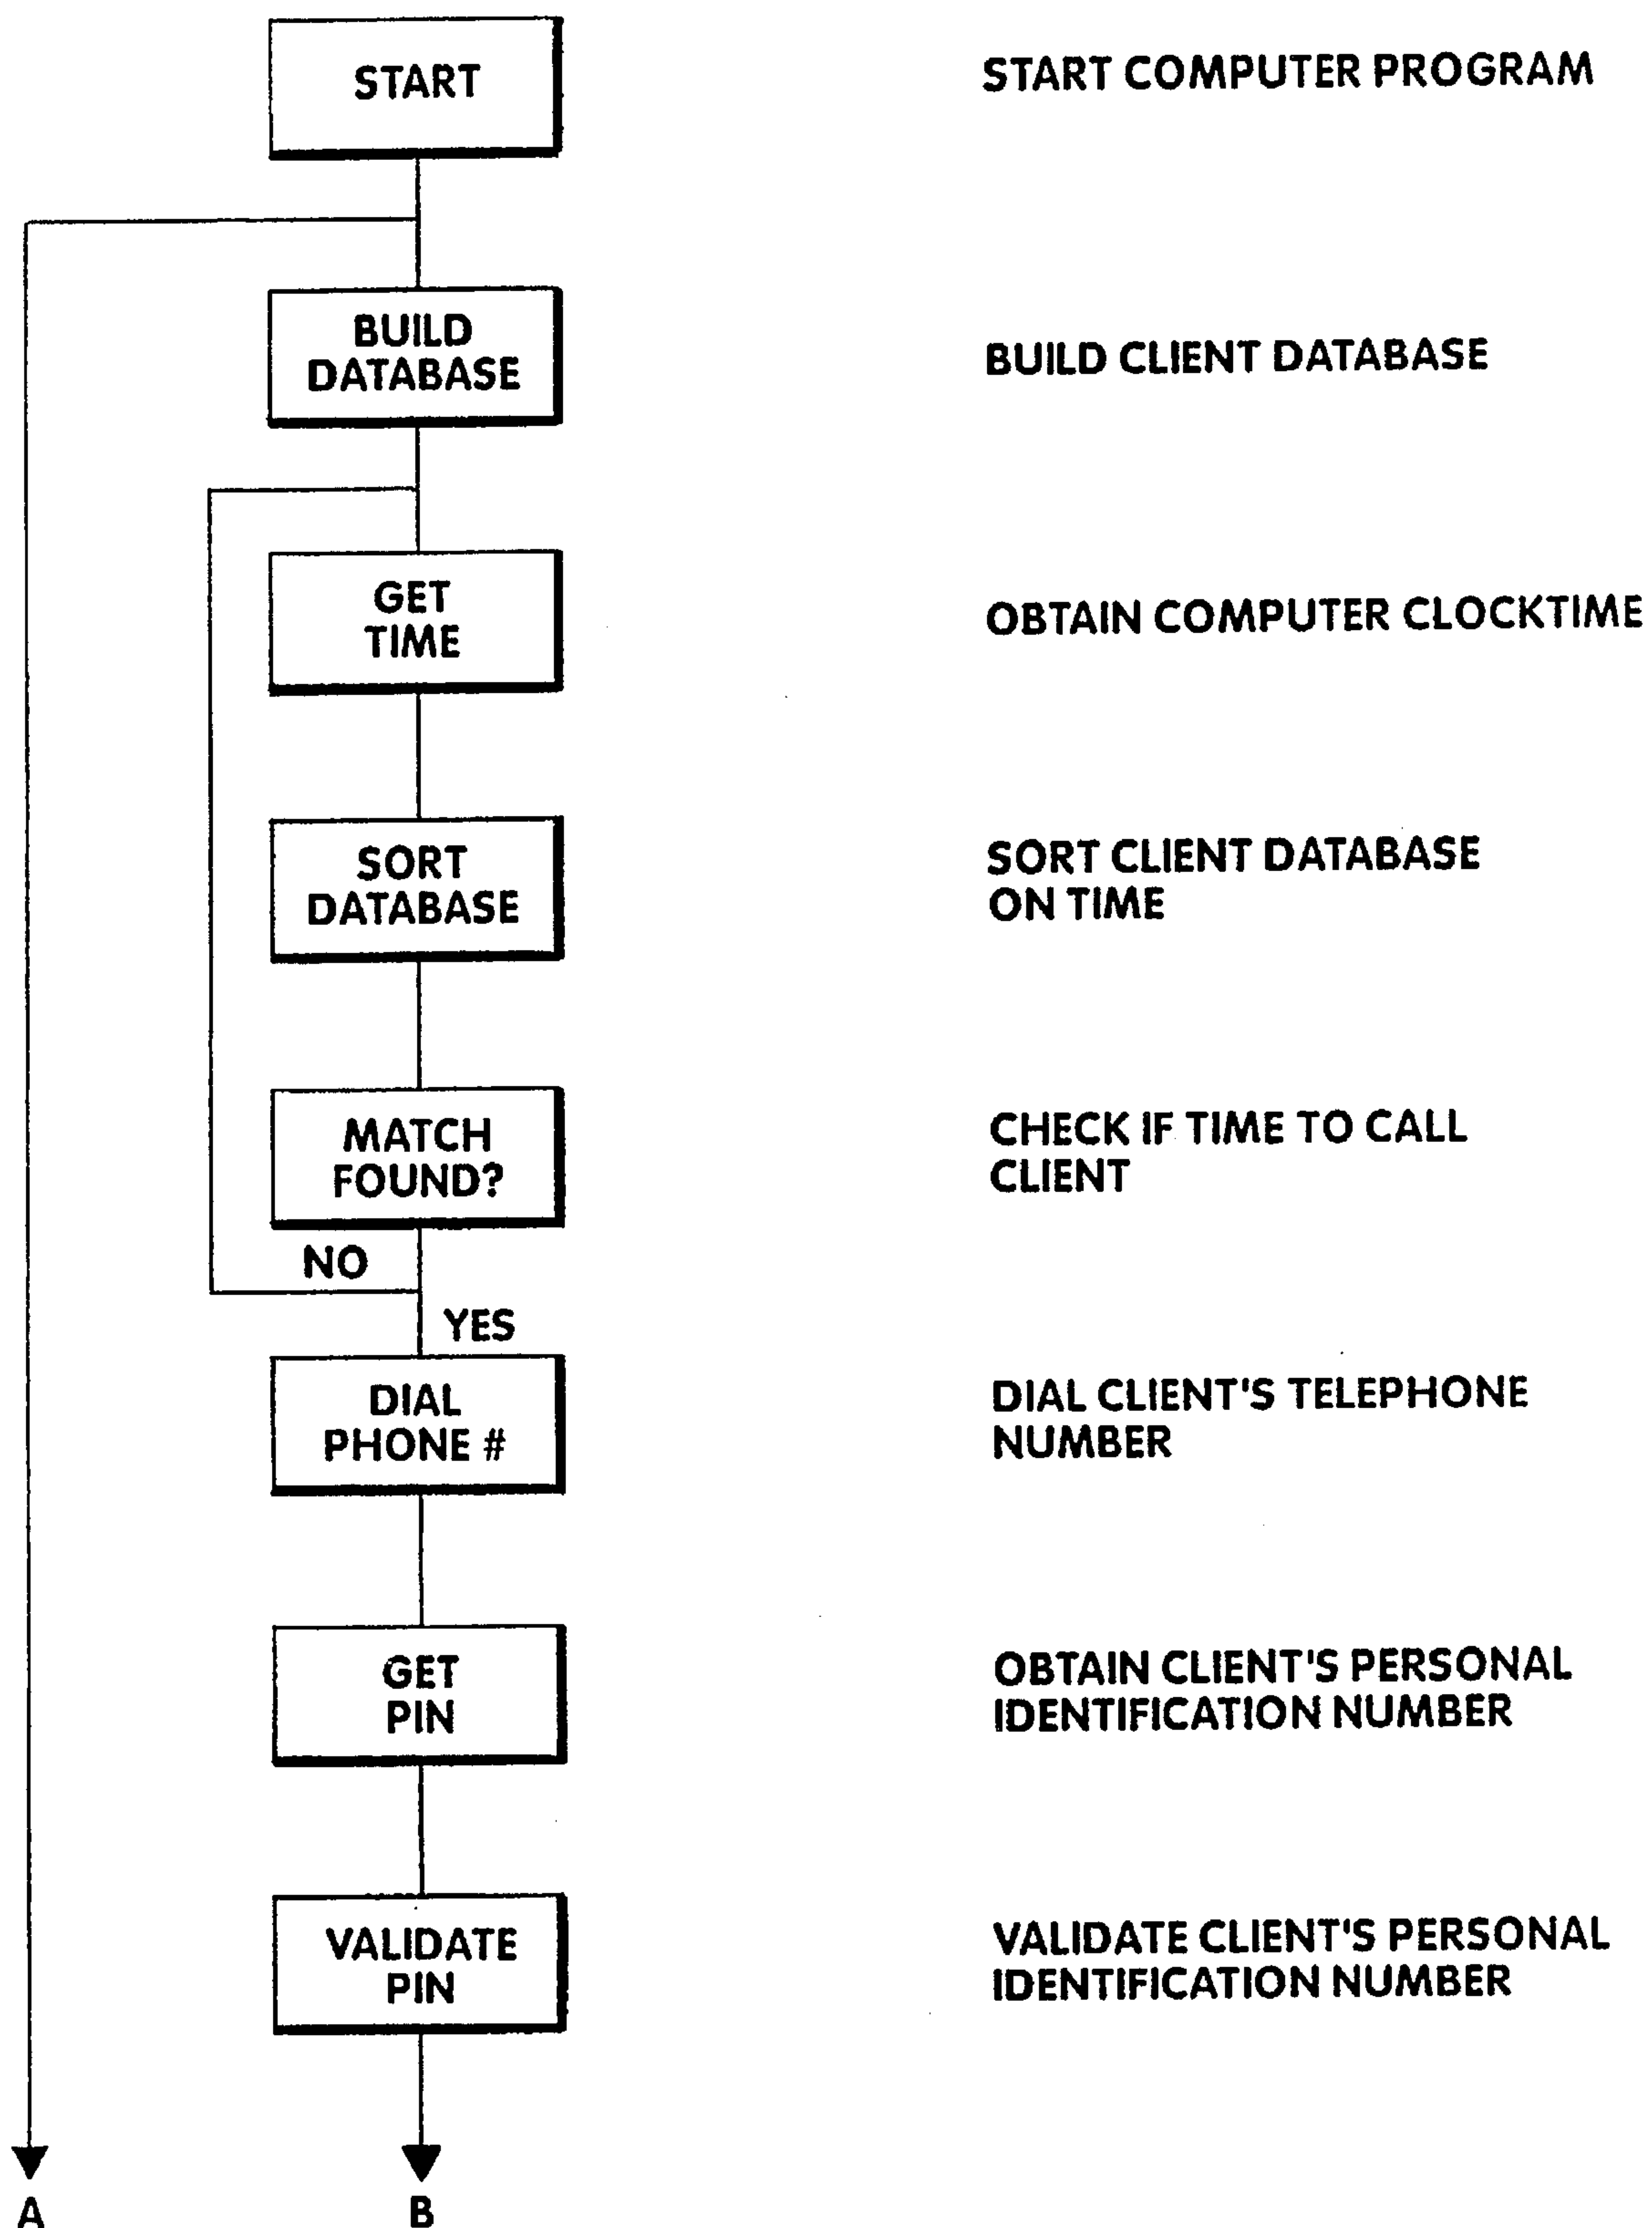 START
START COMPUTER PROGRAM
BUILD
DATABASE
BUILD CLIENT DATABASE
GET
TIME
OBTAIN COMPUTER CLOCKTIME
SORT
DATABASE
SORT CLIENT DATABASE
ON TIME
MATCH
FOUND?
CHECK IF TIME TO CALL
CLIENT
NO
YES
DIAL
PHONE #
DIAL CLIENT'S TELEPHONE
NUMBER
GET
PIN
OBTAIN CLIENT'S PERSONAL
IDENTIFICATION NUMBER
VALIDATE
PIN
VALIDATE CLIENT'S PERSONAL
IDENTIFICATION NUMBER
A
B